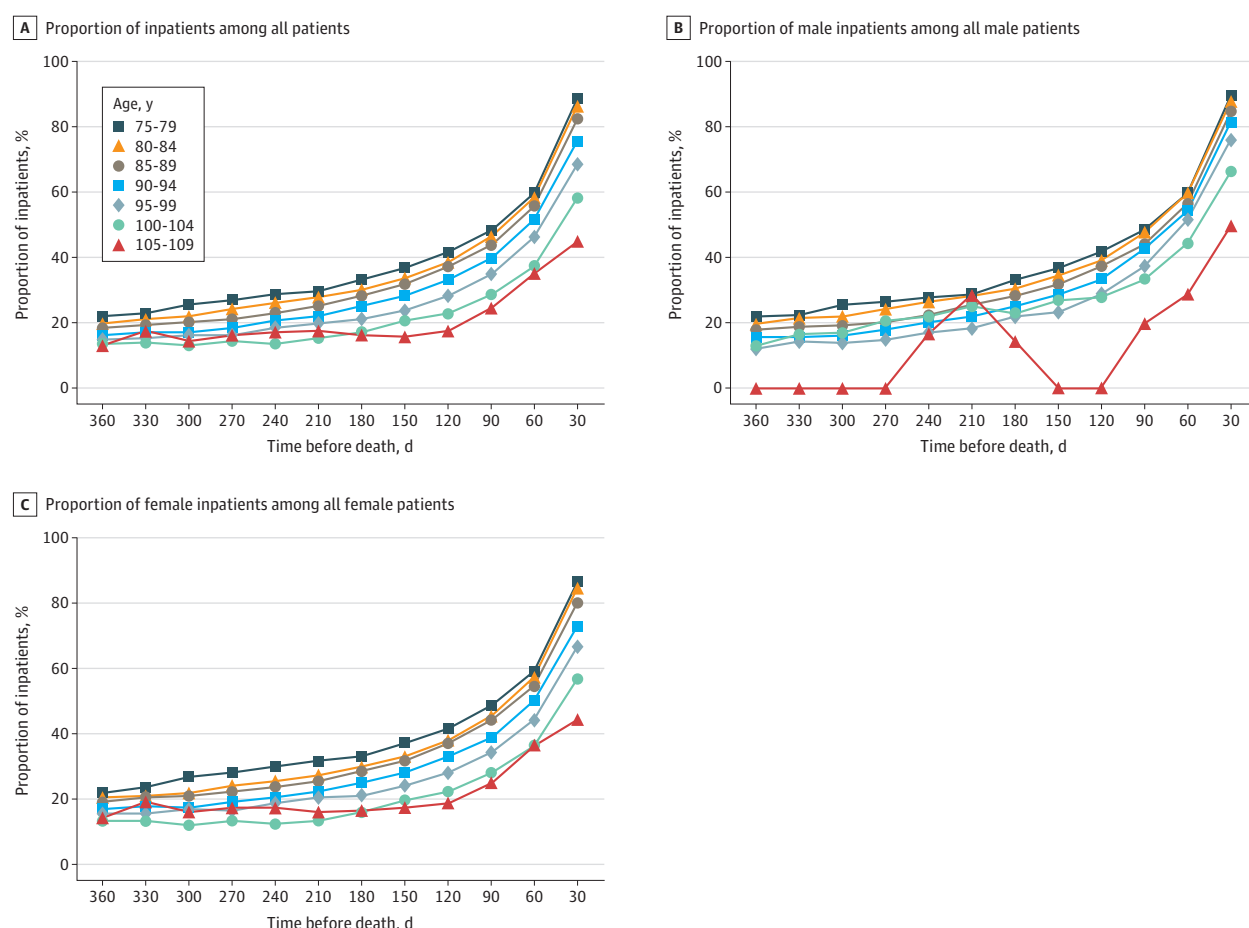 A Proportion of inpatients among all patients
100
80
60
40
20
0
Proportion of inpatients, %
Age, y
75-79
80-84
85-89
90-94
95-99
100-104
105-109
360 330 300 270 240 210 180 150 120 90 60 30
Time before death, d
B Proportion of male inpatients among all male patients
100
80
60
40
20
0
Proportion of inpatients, %
360 330 300 270 240 210 180 150 120 90 60 30
Time before death, d
C Proportion of female inpatients among all female patients
100
80
60
40
20
0
Proportion of inpatients, %
360 330 300 270 240 210 180 150 120 90 60 30
Time before death, d